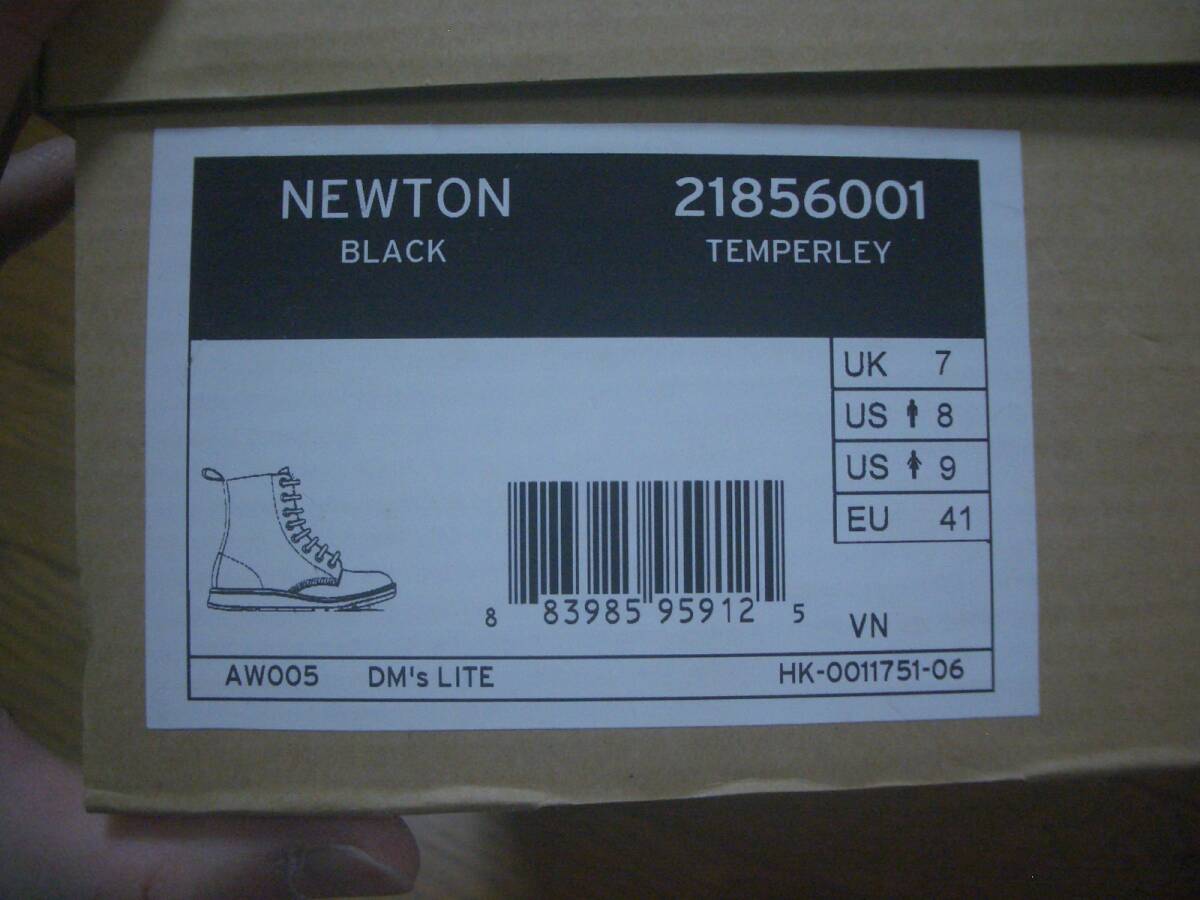 NEWTON 21856001
BLACK TEMPERLEY
UK 7
US 8
US 9
EU 41
8 83985 95912 5
VN
AW005 DM's LITE HK-0011751-06